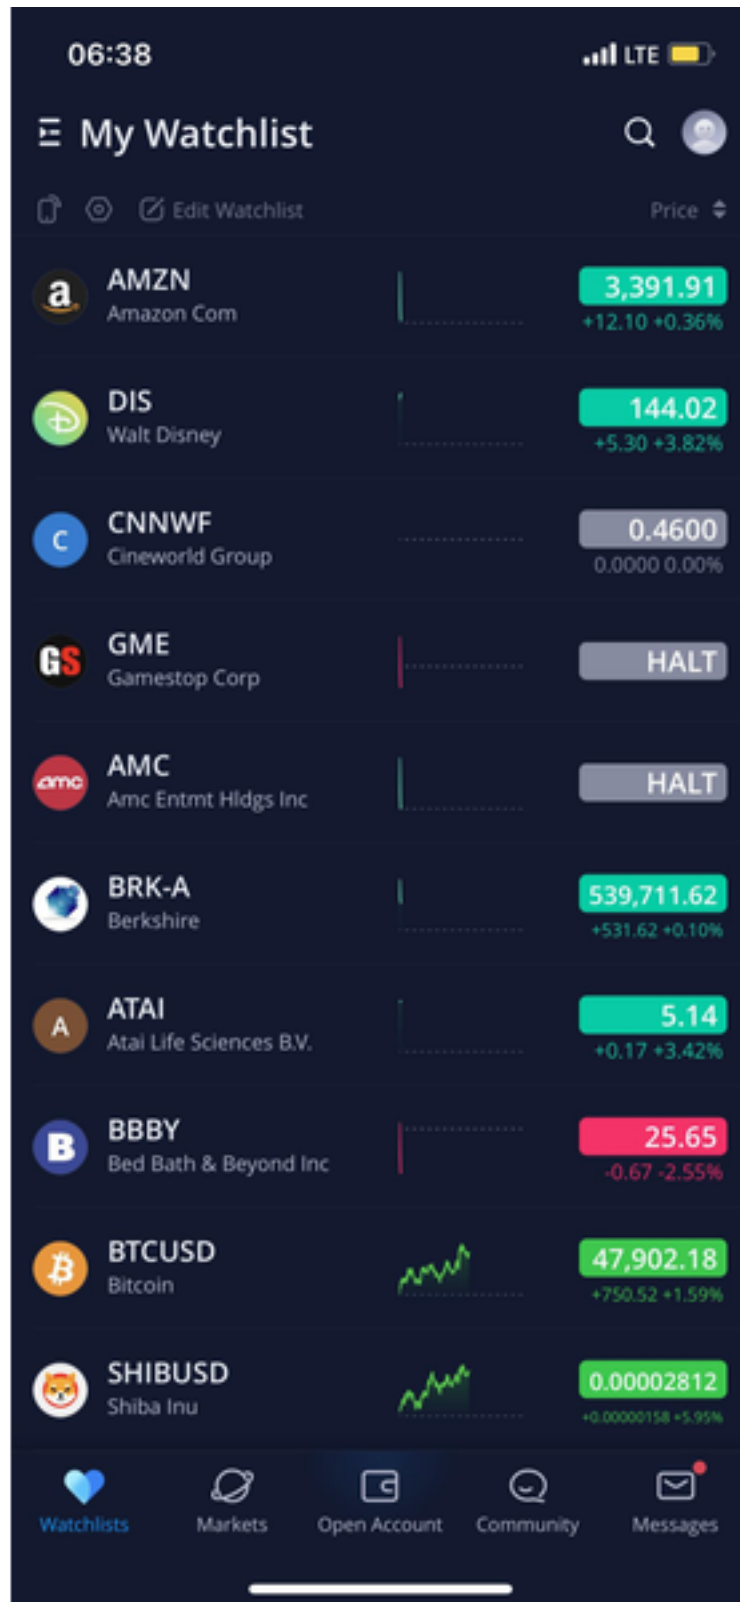 06:38 LTE
My Watchlist
Edit Watchlist Price
a AMZN 3,391.91
Amazon Com +12.10 +0.36%
DIS 144.02
Walt Disney +5.30 +3.82%
C CNNWF 0.4600
Cineworld Group 0.0000 0.00%
GS GME HALT
Gamestop Corp
amc AMC HALT
Amc Entmt Hldgs Inc
BRK-A 539,711.62
Berkshire +531.62 +0.10%
A ATAI 5.14
Atai Life Sciences B.V. +0.17 +3.42%
B BBBY 25.65
Bed Bath & Beyond Inc -0.67 -2.55%
BTCUSD 47,902.18
Bitcoin +750.52 +1.59%
SHIBUSD 0.00002812
Shiba Inu +0.00000158 +5.95%
Watchlists Markets Open Account Community Messages